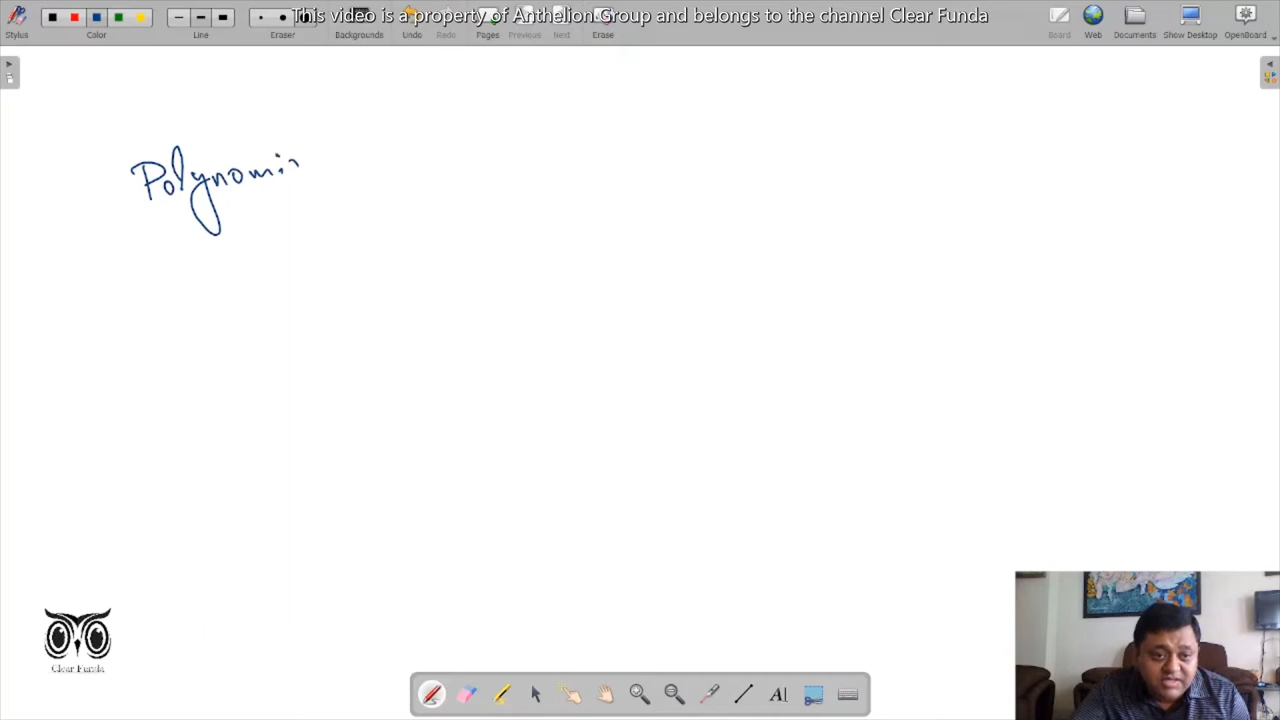 This video is a property of Anthelion Group and belongs to the channel Clear Funda
Stylus Color Line Eraser Backgrounds Undo Redo Pages Previous Next Erase Board Web Documents Show Desktop OpenBoard
Polynomi
Clear Funda
A